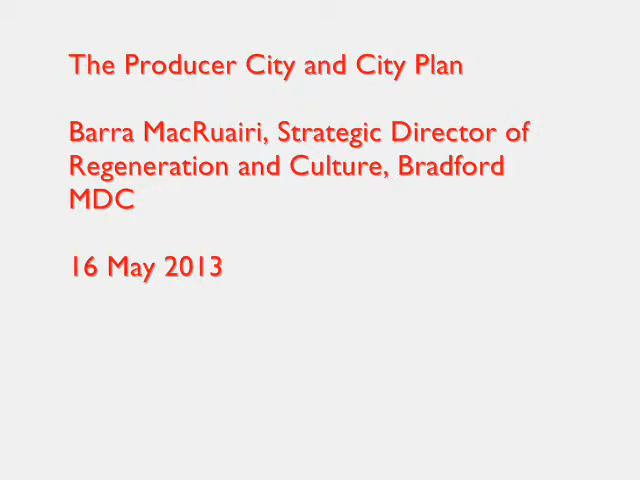 The Producer City and City Plan
Barra MacRuairi, Strategic Director of
Regeneration and Culture, Bradford
MDC
16 May 2013